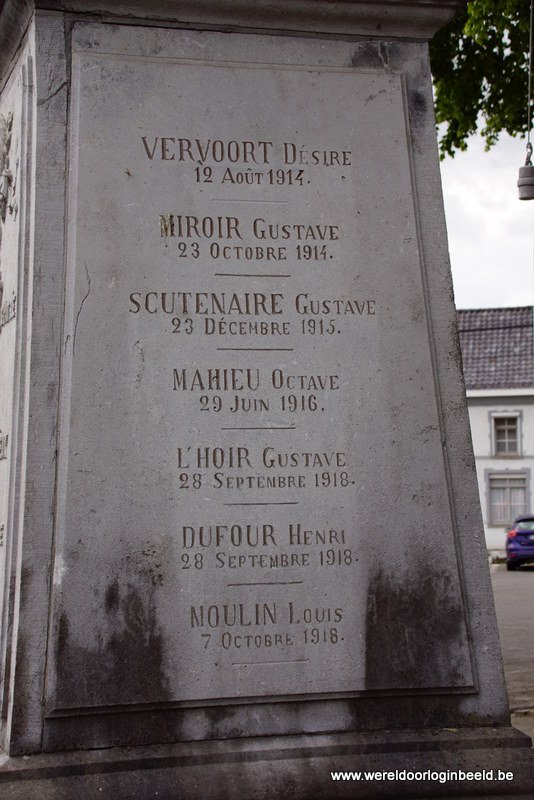 VERVOORT DÉSIRE
12 AOÛT 1914.
MIROIR GUSTAVE
23 OCTOBRE 1914.
SCUTENAIRE GUSTAVE
23 DÉCEMBRE 1915.
MAHIEU OCTAVE
29 JUIN 1916.
L'HOIR GUSTAVE
28 SEPTEMBRE 1918.
DUFOUR HENRI
28 SEPTEMBRE 1918.
MOULIN LOUIS
7 OCTOBRE 1918.
www.wereldoorloginbeeld.be